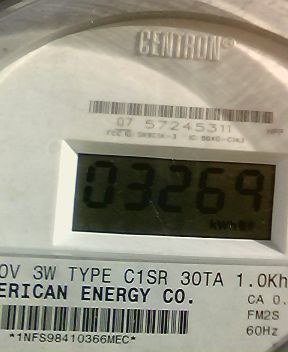 CENTRON®
07 57245311
03269
kWh
0V 3W TYPE C1SR 30TA 1.0Kh
ERICAN ENERGY CO.
CA 0.
FM2S
60Hz
*1NFS98410366MEC*